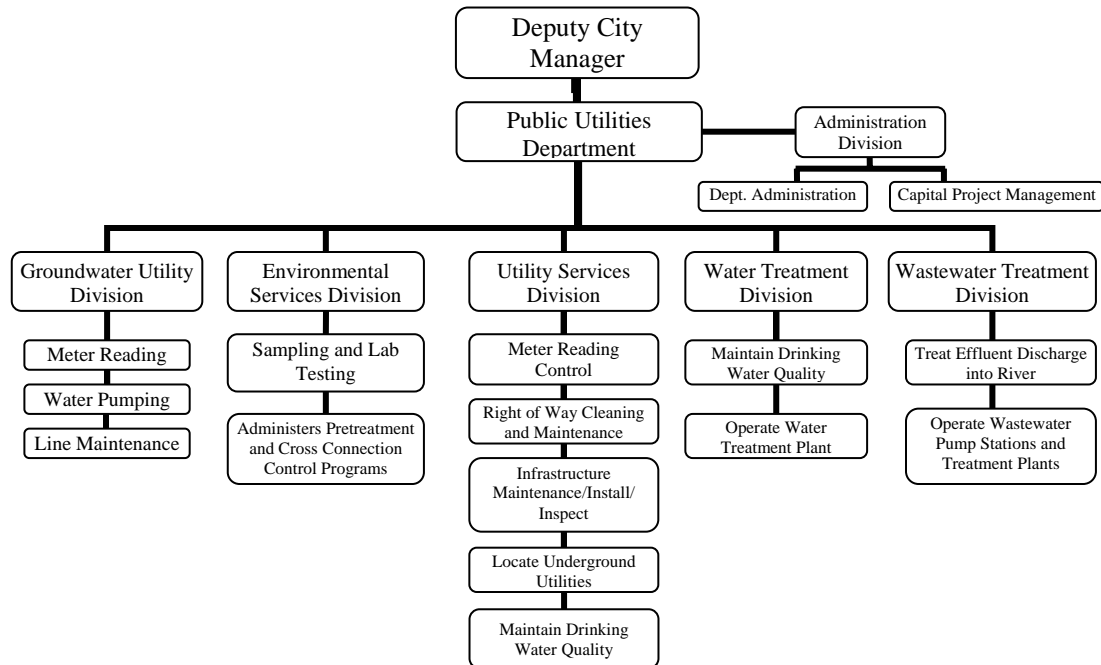 Deputy City
Manager
Public Utilities
Department
Administration
Division
Dept. Administration
Capital Project Management
Groundwater Utility
Division
Meter Reading
Water Pumping
Line Maintenance
Environmental
Services Division
Sampling and Lab
Testing
Administers Pretreatment
and Cross Connection
Control Programs
Utility Services
Division
Meter Reading
Control
Right of Way Cleaning
and Maintenance
Infrastructure
Maintenance/Install/
Inspect
Locate Underground
Utilities
Maintain Drinking
Water Quality
Water Treatment
Division
Maintain Drinking
Water Quality
Operate Water
Treatment Plant
Wastewater Treatment
Division
Treat Effluent Discharge
into River
Operate Wastewater
Pump Stations and
Treatment Plants